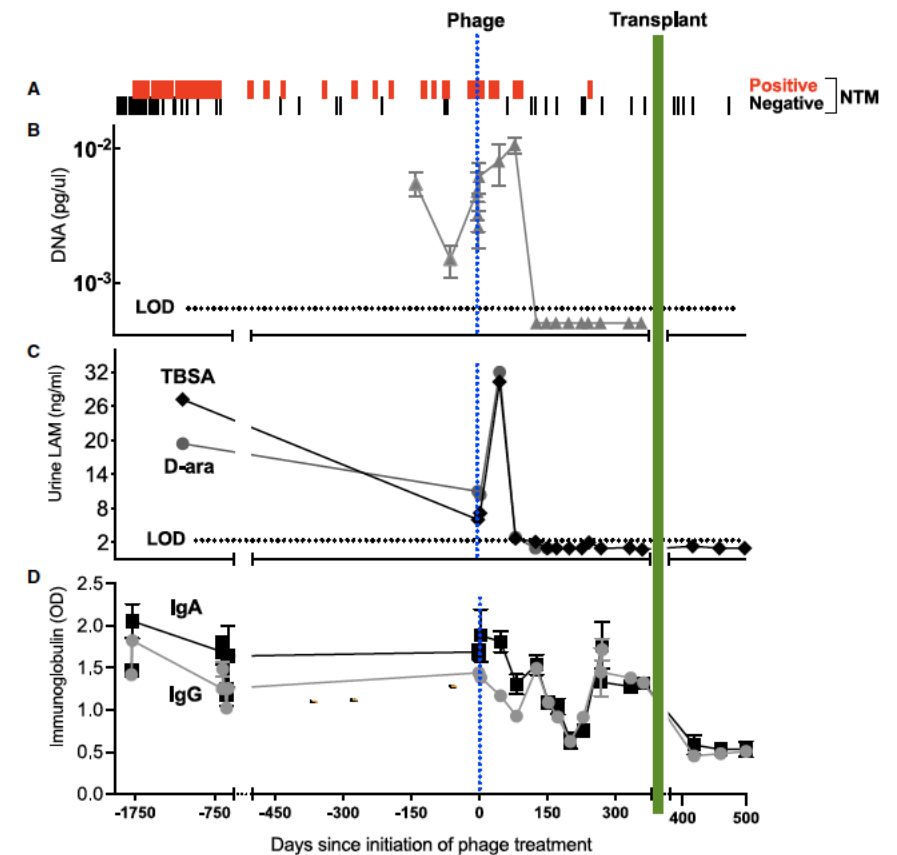 Phage Transplant
A Positive
Negative NTM
B
10-2
DNA (pg/ul)
10-3
LOD
C
32
TBSA
26
Urine LAM (ng/ml)
20
D-ara
14
8
LOD
2
D
2.5
Immunoglobulin (OD)
IgA
2.0
1.5
IgG
1.0
0.5
0.0
-1750 -750 -450 -300 -150 0 150 300 400 500
Days since initiation of phage treatment